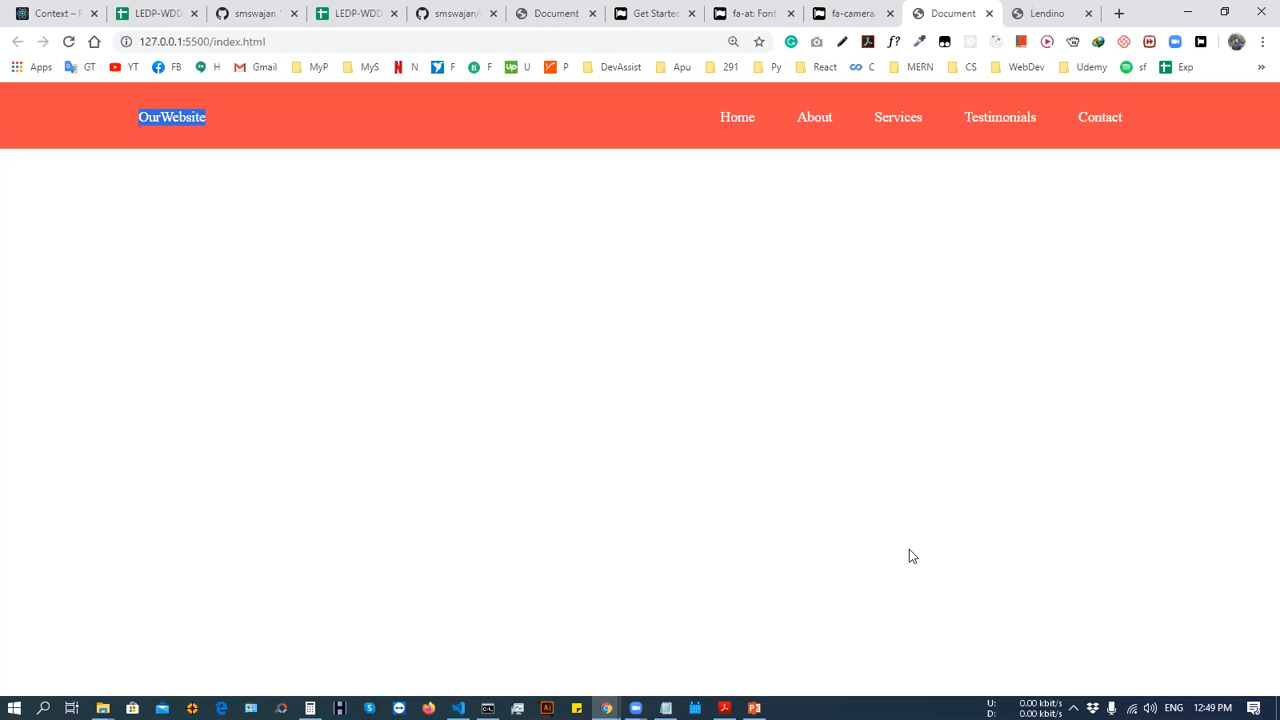 Context – F
LEDP-WDD
smswajan
LEDP-WDD
smswajan/
Document
Get Started
fa-at: Font
fa-camera:
Document
Lendino
127.0.0.1:5500/index.html
Apps
GT
YT
FB
H
Gmail
MyP
MyS
N
F
F
U
P
DevAssist
Apu
291
Py
React
C
MERN
CS
WebDev
Udemy
sf
Exp
»
OurWebsite
Home
About
Services
Testimonials
Contact
U: 0.00 kbit/s
D: 0.00 kbit/s
ENG
12:49 PM